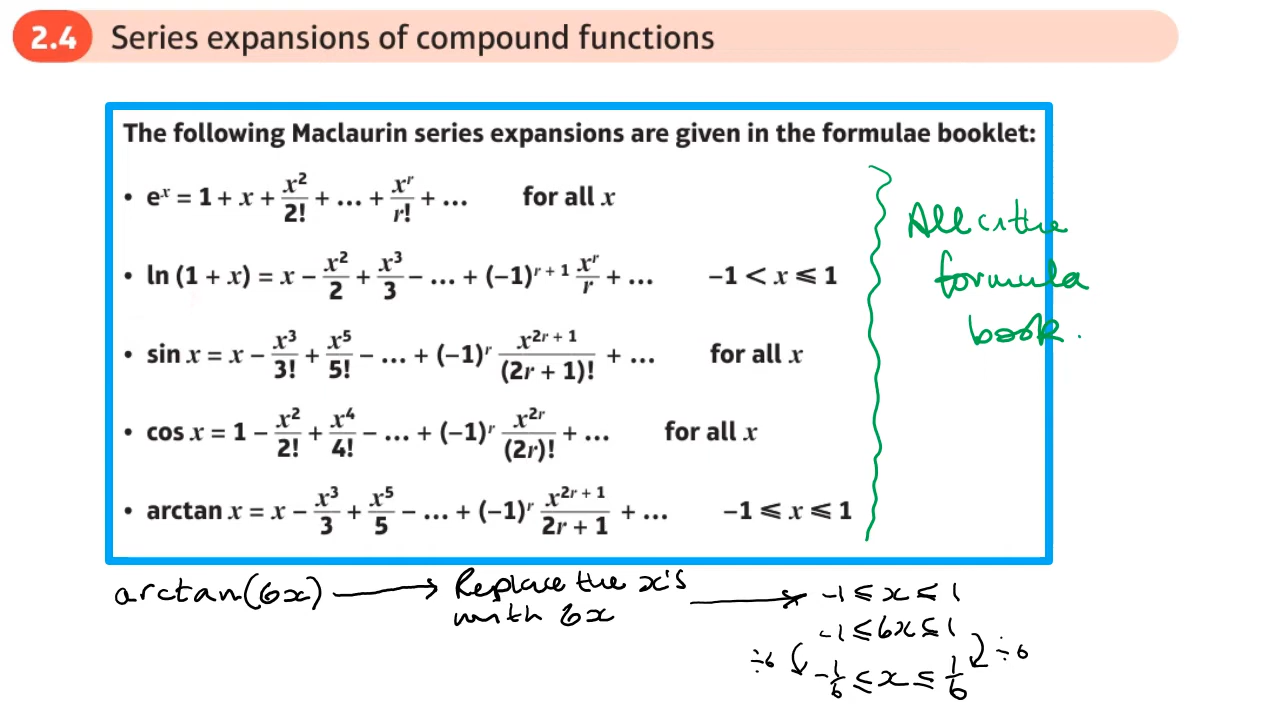 2.4 Series expansions of compound functions
The following Maclaurin series expansions are given in the formulae booklet:
• eˣ = 1 + x + x²/2! + ... + xʳ/r! + ... for all x
• ln (1 + x) = x − x²/2 + x³/3 − ... + (−1)ʳ ⁺ ¹ xʳ/r + ... −1 < x ⩽ 1
• sin x = x − x³/3! + x⁵/5! − ... + (−1)ʳ x²ʳ ⁺ ¹/(2r + 1)! + ... for all x
• cos x = 1 − x²/2! + x⁴/4! − ... + (−1)ʳ x²ʳ/(2r)! + ... for all x
• arctan x = x − x³/3 + x⁵/5 − ... + (−1)ʳ x²ʳ ⁺ ¹/(2r + 1) + ... −1 ⩽ x ⩽ 1
All in the
formula
book.
arctan(6x) → Replace the x's → -1 ≤ x ≤ 1
with 6x
-1 ≤ 6x ≤ 1
÷6 -1/6 ≤ x ≤ 1/6 ÷6